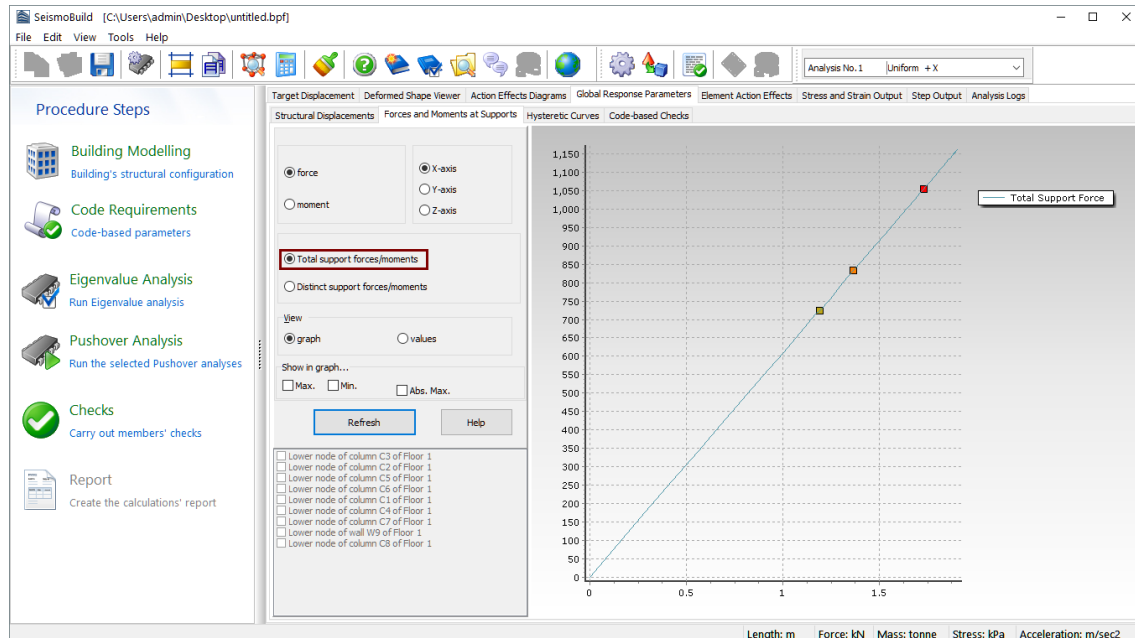 SeismoBuild [C:\Users\admin\Desktop\untitled.bpf]
File Edit View Tools Help
Analysis No. 1 Uniform +X
Procedure Steps
Building Modelling
Building's structural configuration
Code Requirements
Code-based parameters
Eigenvalue Analysis
Run Eigenvalue analysis
Pushover Analysis
Run the selected Pushover analyses
Checks
Carry out members' checks
Report
Create the calculations' report
Target Displacement Deformed Shape Viewer Action Effects Diagrams Global Response Parameters Element Action Effects Stress and Strain Output Step Output Analysis Logs
Structural Displacements Forces and Moments at Supports Hysteretic Curves Code-based Checks
force
moment
X-axis
Y-axis
Z-axis
Total support forces/moments
Distinct support forces/moments
View
graph values
Show in graph...
Max. Min. Abs. Max.
Refresh Help
Lower node of column C3 of Floor 1
Lower node of column C2 of Floor 1
Lower node of column C5 of Floor 1
Lower node of column C6 of Floor 1
Lower node of column C1 of Floor 1
Lower node of column C4 of Floor 1
Lower node of column C7 of Floor 1
Lower node of wall W9 of Floor 1
Lower node of column C8 of Floor 1
1,150
1,100
1,050
1,000
950
900
850
800
750
700
650
600
550
500
450
400
350
300
250
200
150
100
50
0
0 0.5 1 1.5
Total Support Force
Length: m Force: kN Mass: tonne Stress: kPa Acceleration: m/sec2